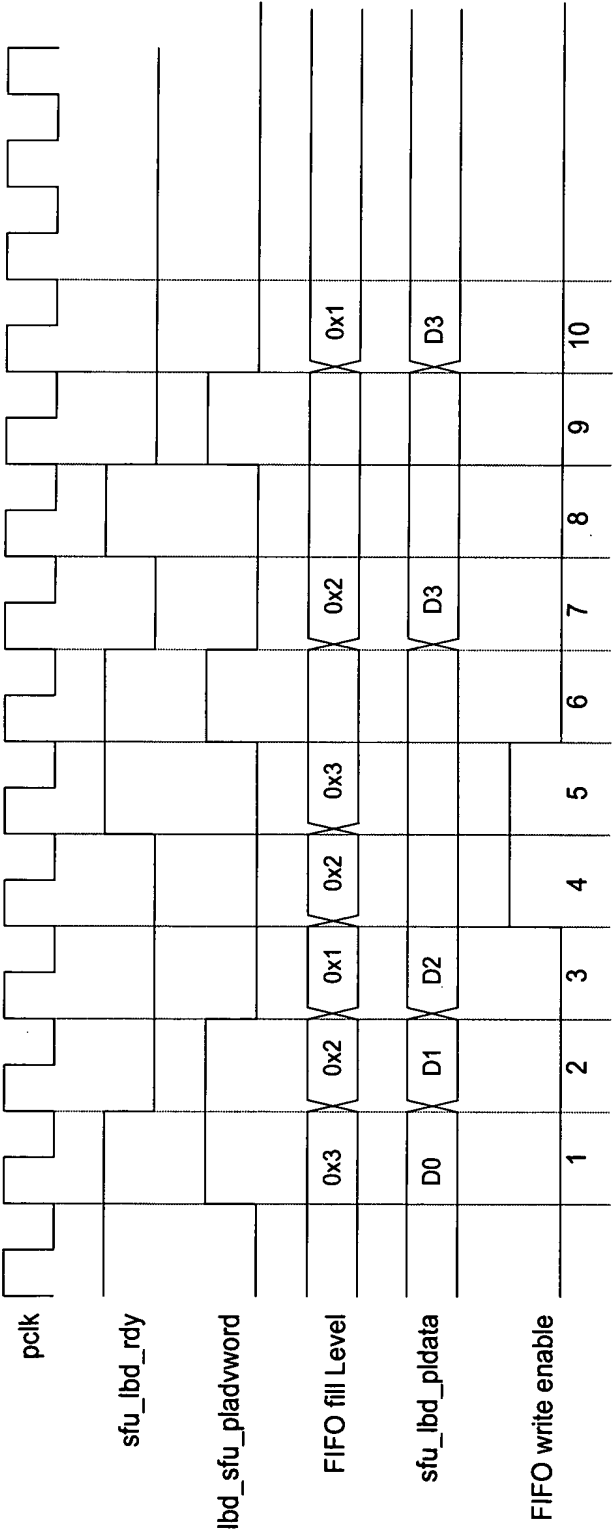 pclk
sfu_lbd_rdy
lbd_sfu_pladvword
FIFO fill Level
0x3
0x2
0x1
0x2
0x3
0x2
0x1
sfu_lbd_pldata
D0
D1
D2
D3
D3
FIFO write enable
1
2
3
4
5
6
7
8
9
10